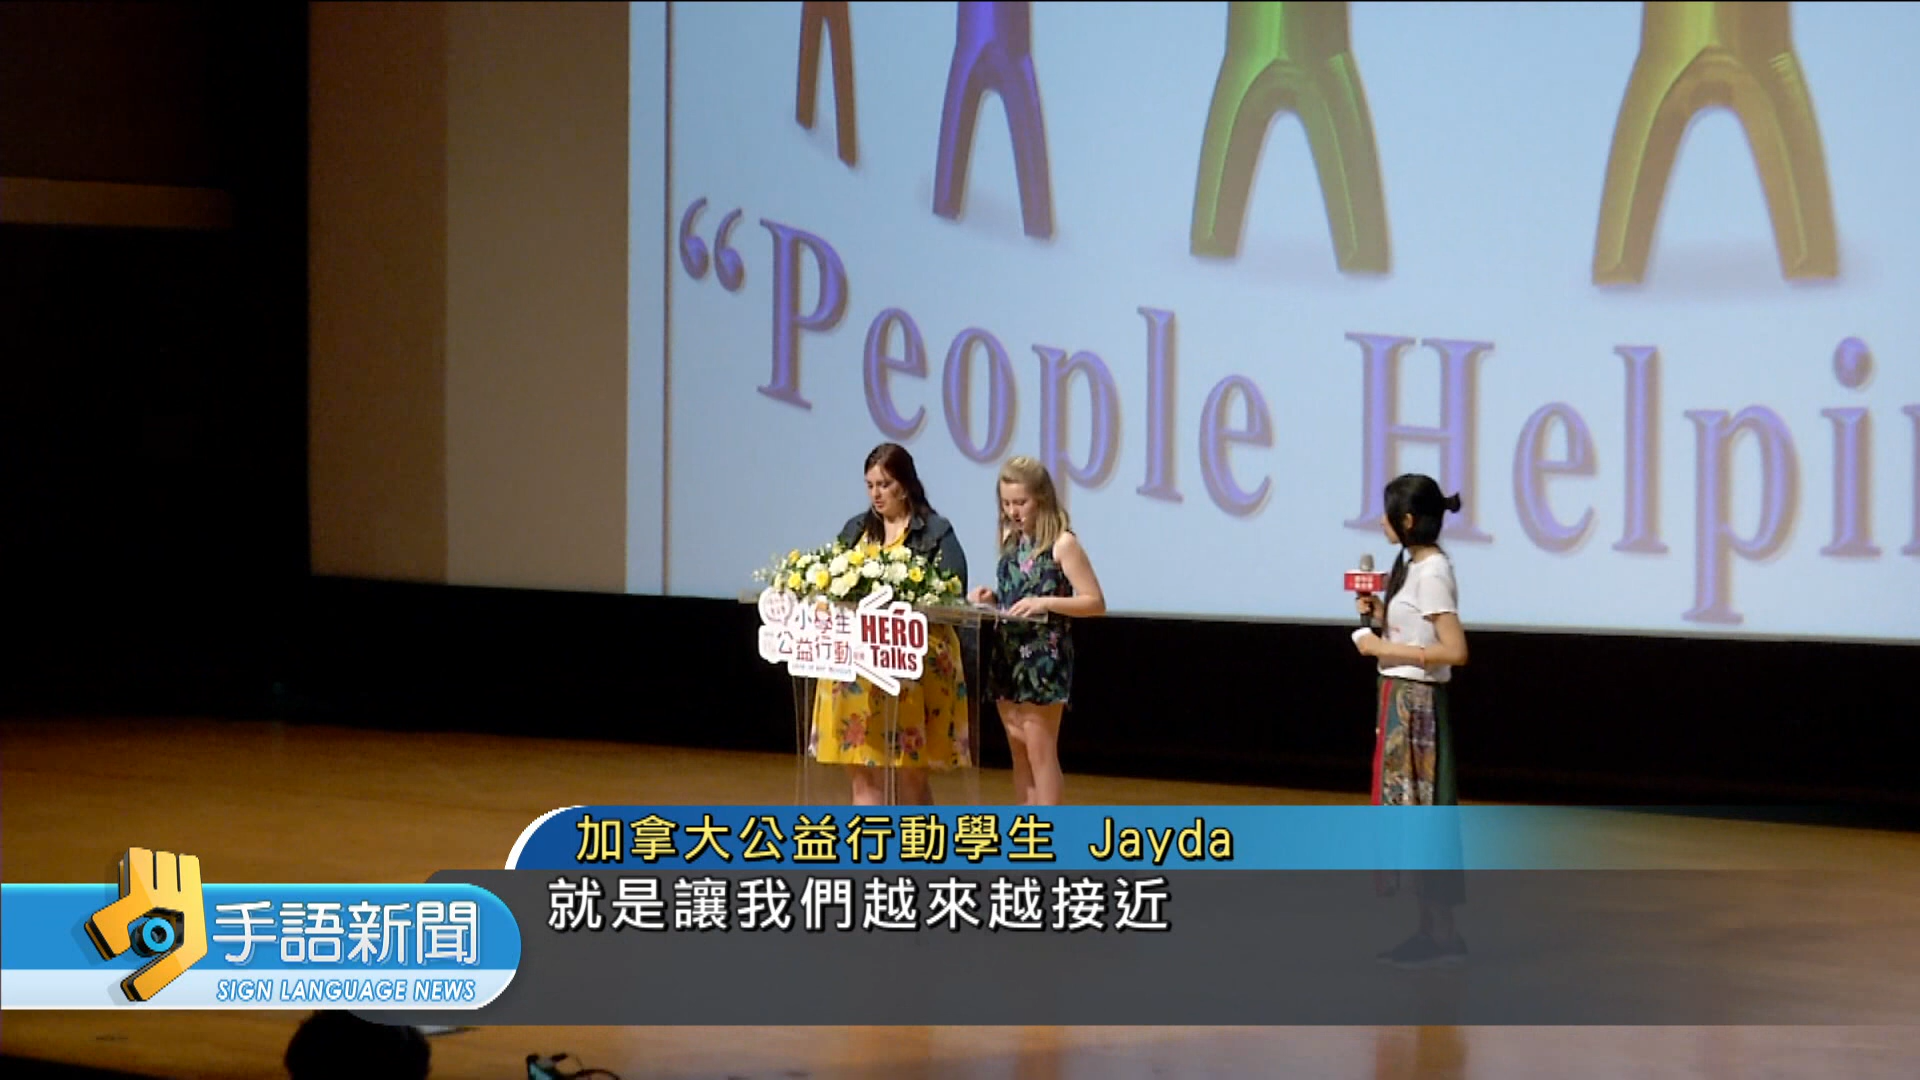 “People Helpin
小學生
公益行動
HERO
Talks
加拿大公益行動學生 Jayda
就是讓我們越來越接近
手語新聞
SIGN LANGUAGE NEWS